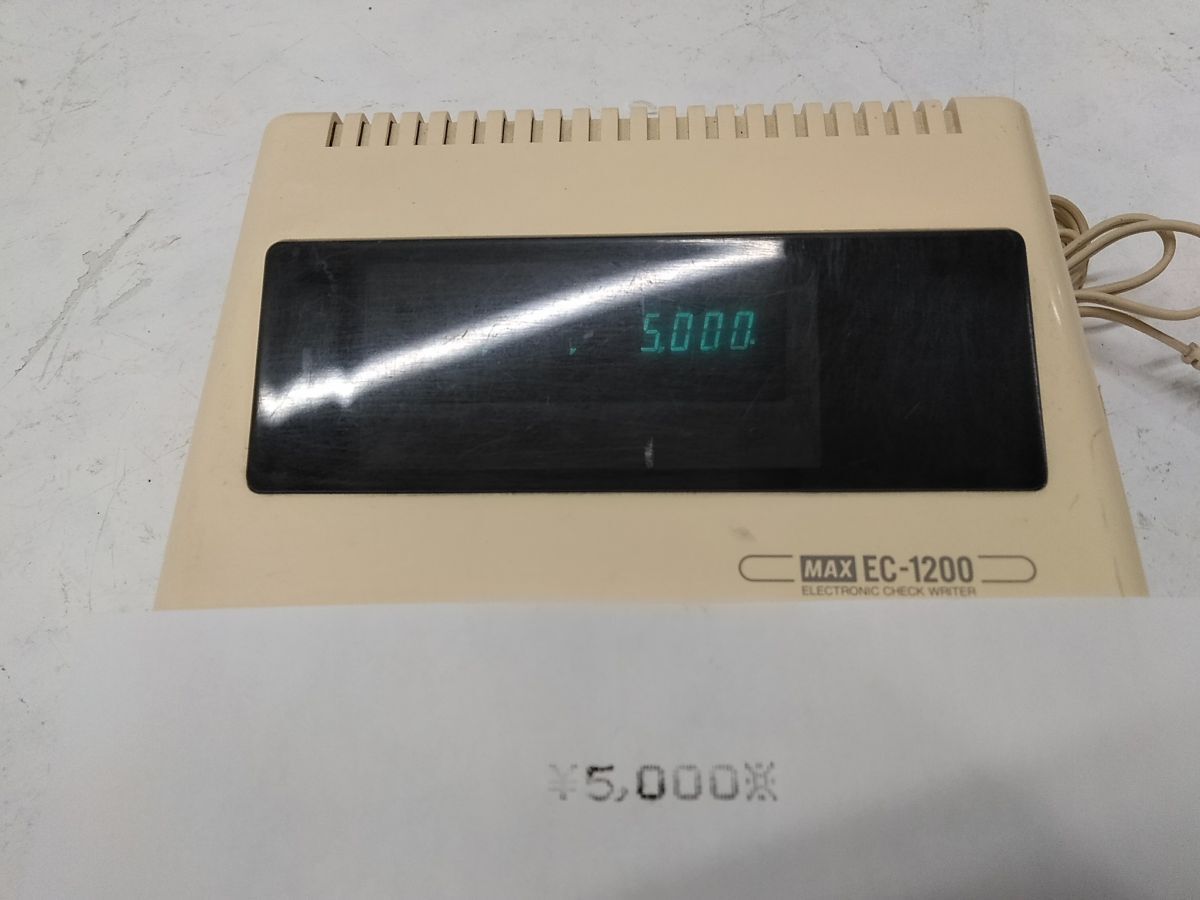 5,000.
MAX EC-1200
ELECTRONIC CHECK WRITER
¥5,000※